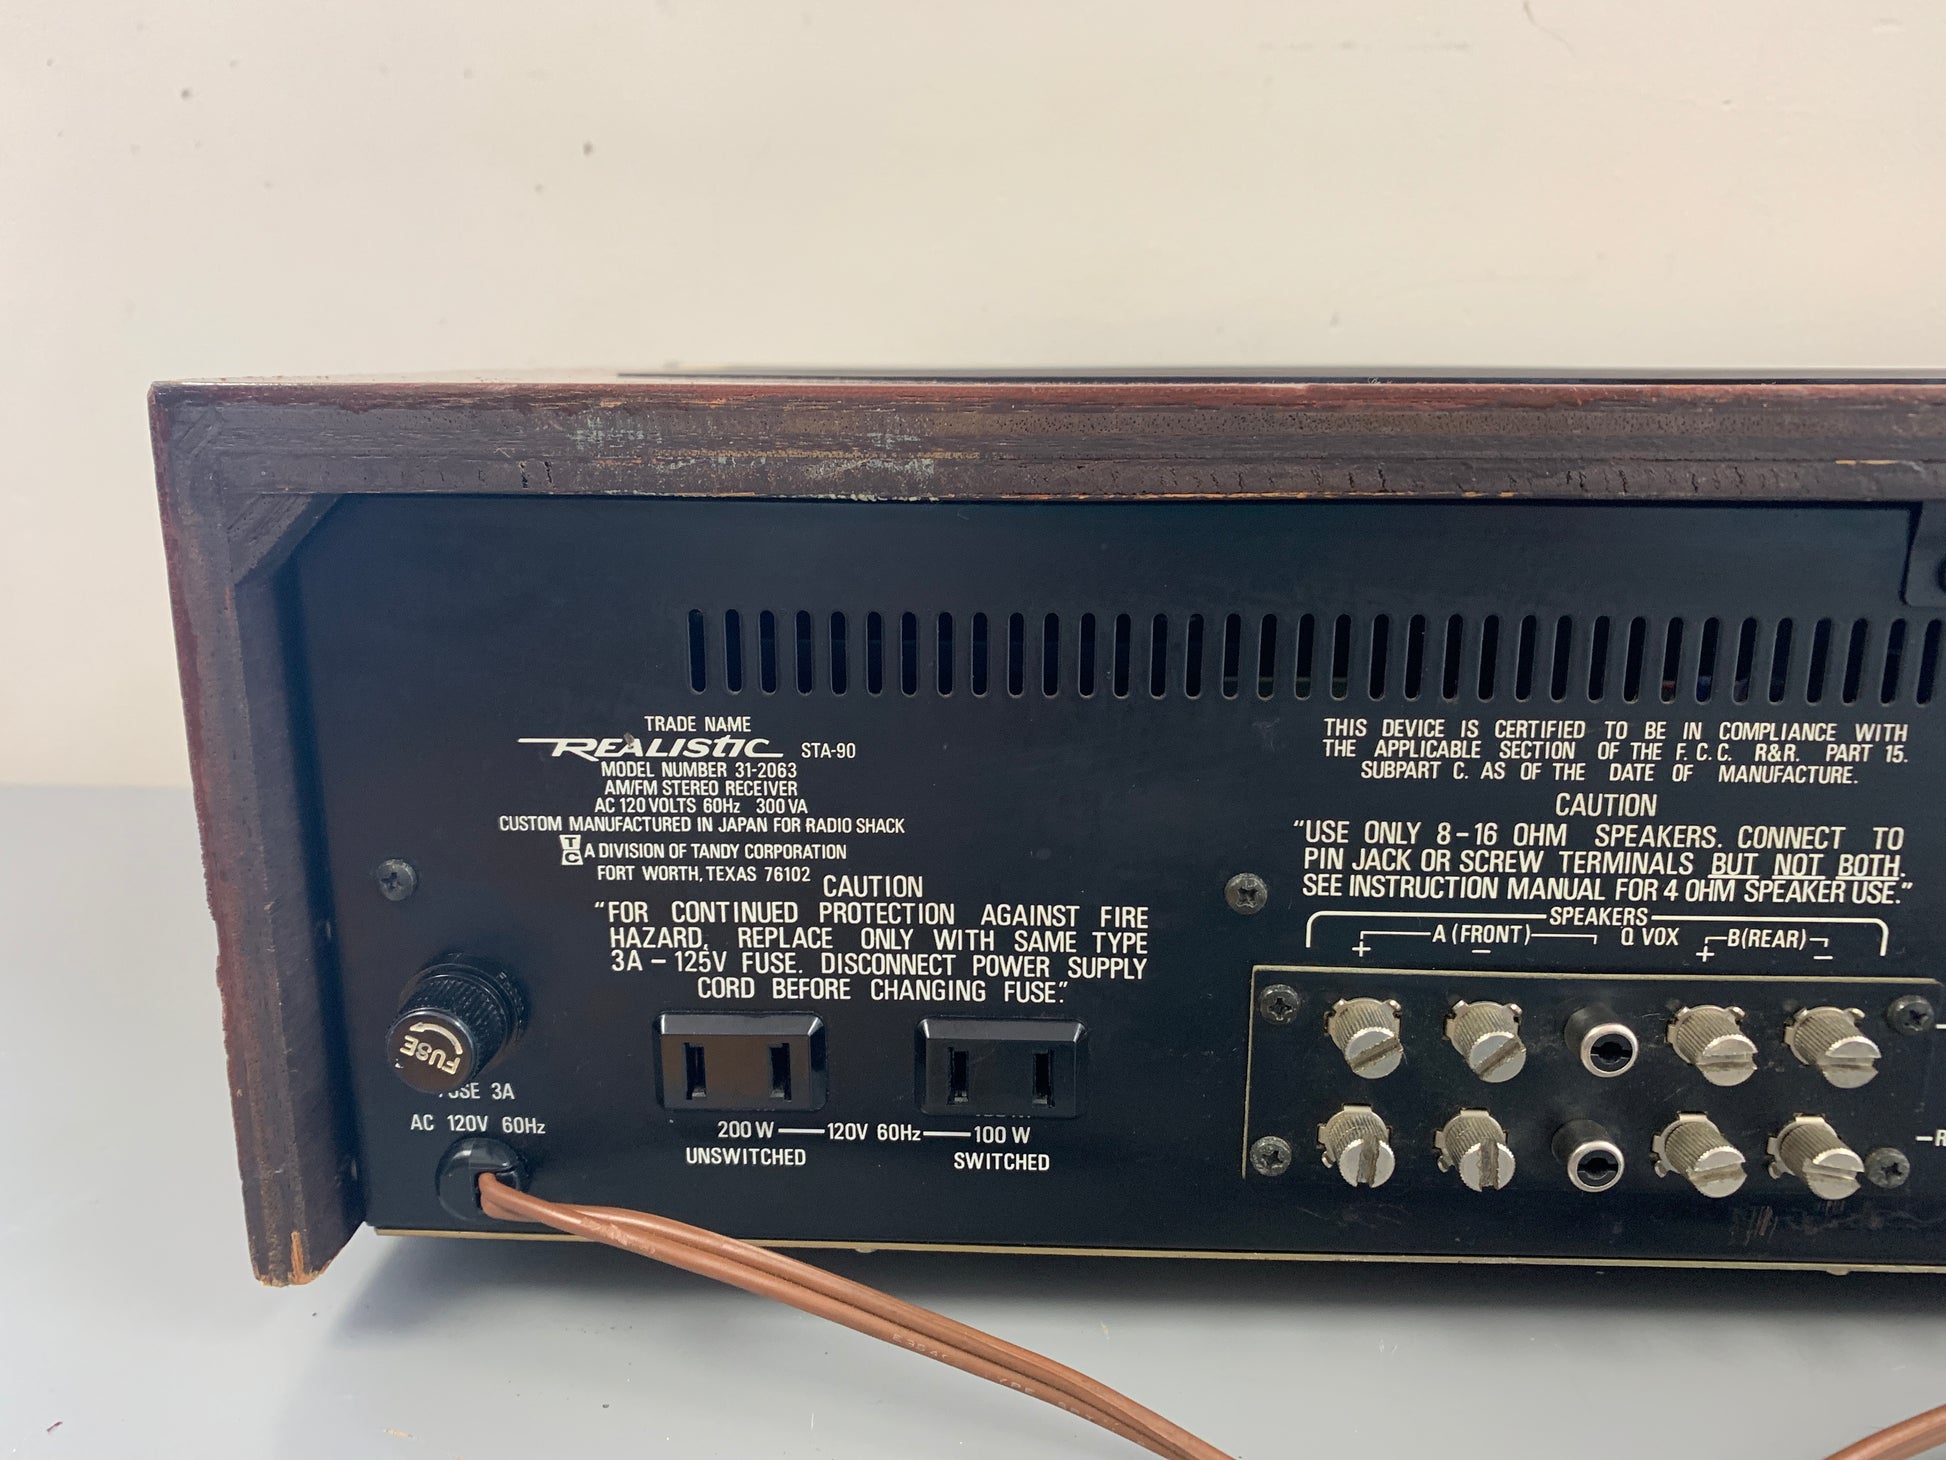 TRADE NAME
REALISTIC STA-90
MODEL NUMBER 31-2063
AM/FM STEREO RECEIVER
AC 120 VOLTS 60Hz 300 VA
CUSTOM MANUFACTURED IN JAPAN FOR RADIO SHACK
TC A DIVISION OF TANDY CORPORATION
FORT WORTH, TEXAS 76102
CAUTION
"FOR CONTINUED PROTECTION AGAINST FIRE
HAZARD, REPLACE ONLY WITH SAME TYPE
3A – 125V FUSE. DISCONNECT POWER SUPPLY
CORD BEFORE CHANGING FUSE."
FUSE
3A
AC 120V 60Hz
200 W 120V 60Hz 100 W
UNSWITCHED SWITCHED
THIS DEVICE IS CERTIFIED TO BE IN COMPLIANCE WITH
THE APPLICABLE SECTION OF THE F.C.C. R&R. PART 15.
SUBPART C. AS OF THE DATE OF MANUFACTURE.
CAUTION
"USE ONLY 8-16 OHM SPEAKERS. CONNECT TO
PIN JACK OR SCREW TERMINALS BUT NOT BOTH.
SEE INSTRUCTION MANUAL FOR 4 OHM SPEAKER USE."
SPEAKERS
+ A (FRONT) − Q VOX + B(REAR) −